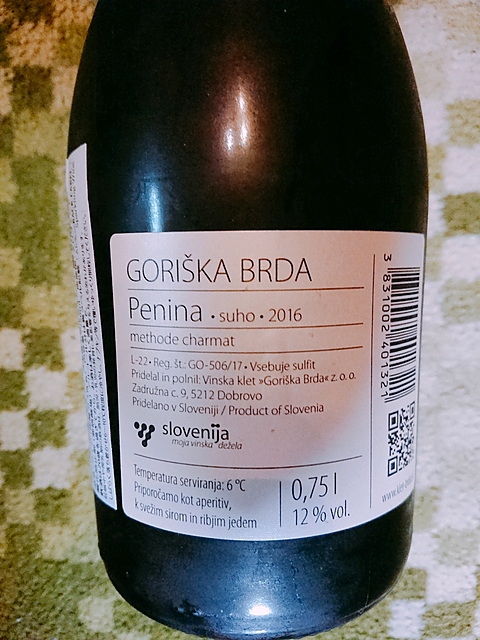 GORIŠKA BRDA
Penina • suho • 2016
methode charmat
L-22 • Reg. št.: GO-506/17 • Vsebuje sulfit
Pridelal in polnil: Vinska klet »Goriška Brda« z. o. o.
Zadružna c. 9, 5212 Dobrovo
Pridelano v Sloveniji / Product of Slovenia
slovenija
moja vinska dežela
Temperatura serviranja: 6 °C
Priporočamo kot aperitiv,
k svežim sirom in ribjim jedem
0,75 l
12 % vol.
3 831002 401321